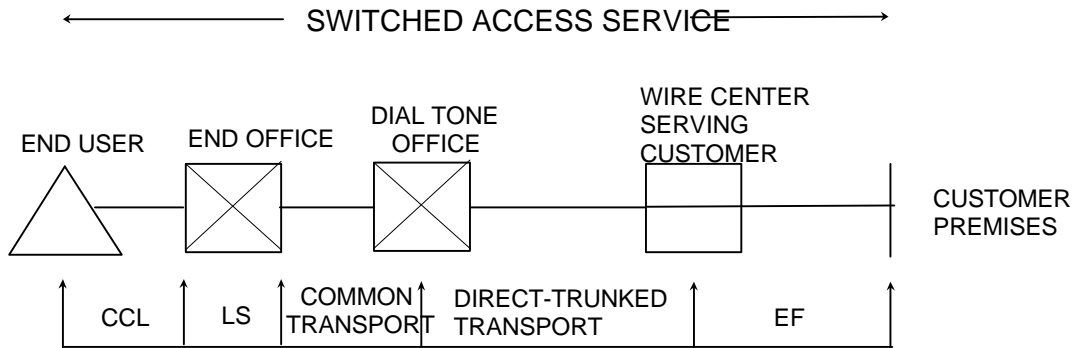 SWITCHED ACCESS SERVICE
END USER
END OFFICE
DIAL TONE
OFFICE
WIRE CENTER
SERVING
CUSTOMER
CUSTOMER
PREMISES
CCL
LS
COMMON
TRANSPORT
DIRECT-TRUNKED
TRANSPORT
EF